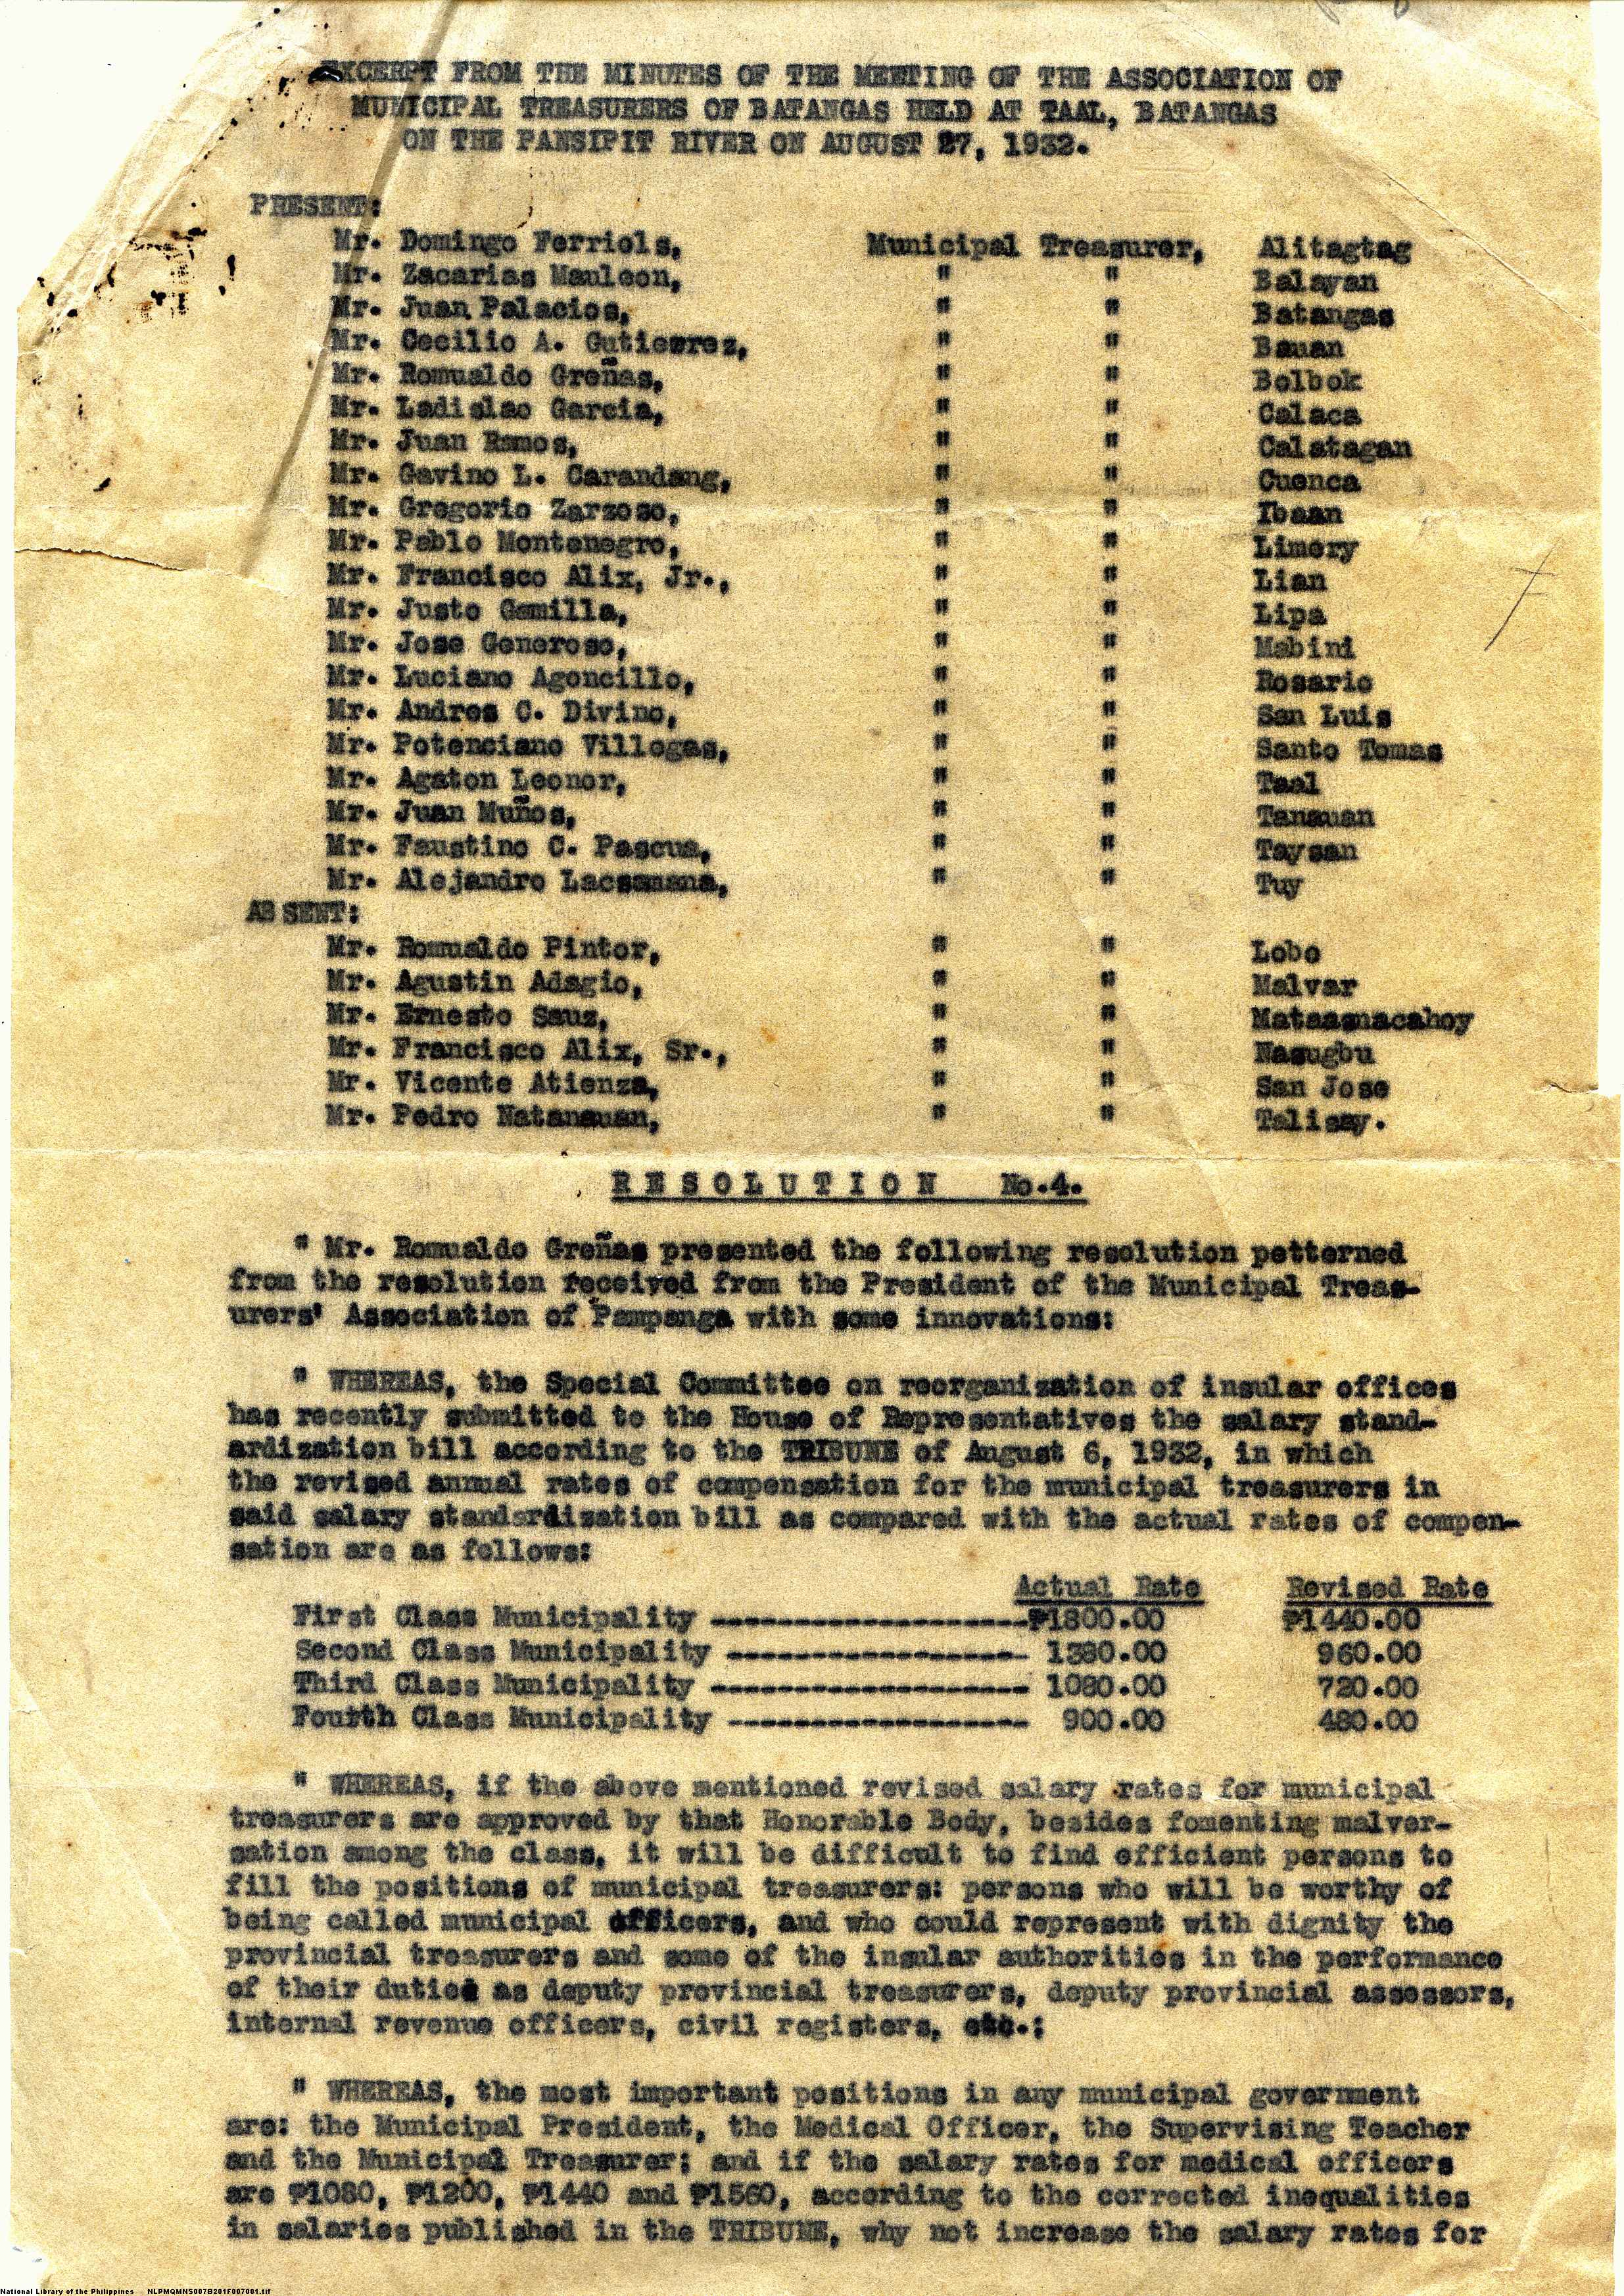 EXCERPT FROM THE MINUTES OF THE MEETING OF THE ASSOCIATION OF
MUNICIPAL TREASURERS OF BATANGAS HELD AT TAAL, BATANGAS
ON THE PANSIPIT RIVER ON AUGUST 27, 1932.
PRESENT:
Mr. Domingo Ferriols, Municipal Treasurer, Alitagtag
Mr. Zacarias Mauleon, " " Balayan
Mr. Juan Palacios, " " Batangas
Mr. Cecilio A. Gutierrez, " " Bauan
Mr. Romualdo Greñas, " " Bolbok
Mr. Ladislao Garcia, " " Calaca
Mr. Juan Ramos, " " Calatagan
Mr. Gavino L. Carandang, " " Cuenca
Mr. Gregorio Zarzoso, " " Ibaan
Mr. Pablo Montenegro, " " Limery
Mr. Francisco Alix, Jr., " " Lian
Mr. Justo Gamilla, " " Lipa
Mr. Jose Generoso, " " Mabini
Mr. Luciano Agoncillo, " " Rosario
Mr. Andres C. Divino, " " San Luis
Mr. Potenciano Villegas, " " Santo Tomas
Mr. Agaton Leonor, " " Taal
Mr. Juan Muños, " " Tanauan
Mr. Faustino C. Pascua, " " Taysan
Mr. Alejandro Lacsamana, " " Tuy
ABSENT:
Mr. Romualdo Pintor, " " Lobo
Mr. Agustin Adagio, " " Malvar
Mr. Ernesto Sauz, " " Mataasnacahoy
Mr. Francisco Alix, Sr., " " Nasugbu
Mr. Vicente Atienza, " " San Jose
Mr. Pedro Natanauan, " " Talisay.
R E S O L U T I O N No.4.
" Mr. Romualdo Greñas presented the following resolution petterned
from the resolution received from the President of the Municipal Treas-
urers' Association of Pampanga with some innovations:
" WHEREAS, the Special Committee on reorganization of insular offices
has recently submitted to the House of Representatives the salary stand-
ardization bill according to the TRIBUNE of August 6, 1932, in which
the revised annual rates of compensation for the municipal treasurers in
said salary standardization bill as compared with the actual rates of compen-
sation are as follows:
Actual Rate Revised Rate
First Class Municipality ------------------- ₱1800.00 ₱1440.00
Second Class Municipality ------------------ 1380.00 960.00
Third Class Municipality ------------------- 1080.00 720.00
Fourth Class Municipality ------------------ 900.00 480.00
" WHEREAS, if the above mentioned revised salary rates for municipal
treasurers are approved by that Honorable Body, besides fomenting malver-
sation among the class, it will be difficult to find efficient persons to
fill the positions of municipal treasurers: persons who will be worthy of
being called municipal officers, and who could represent with dignity the
provincial treasurers and some of the insular authorities in the performance
of their duties as deputy provincial treasurers, deputy provincial assessors,
internal revenue officers, civil registers, etc.;
" WHEREAS, the most important positions in any municipal government
are: the Municipal President, the Medical Officer, the Supervising Teacher
and the Municipal Treasurer; and if the salary rates for medical officers
are ₱1080, ₱1200, ₱1440 and ₱1560, according to the corrected inequalities
in salaries published in the TRIBUNE, why not increase the salary rates for
National Library of the Philippines NLPMQMNS007B201F007001.tif